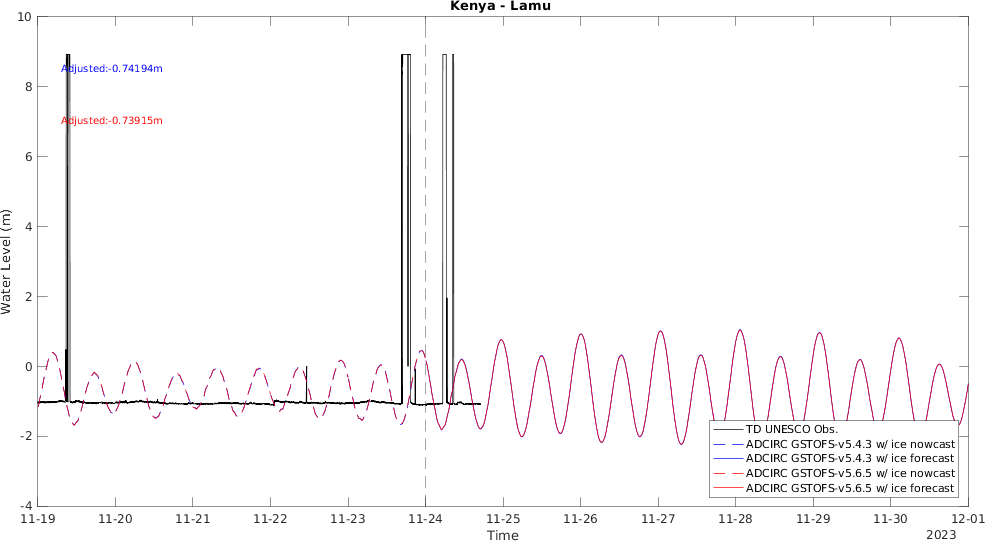 Kenya - Lamu
10
8
6
4
2
0
-2
-4
Water Level (m)
Adjusted:-0.74194m
Adjusted:-0.73915m
TD UNESCO Obs.
ADCIRC GSTOFS-v5.4.3 w/ ice nowcast
ADCIRC GSTOFS-v5.4.3 w/ ice forecast
ADCIRC GSTOFS-v5.6.5 w/ ice nowcast
ADCIRC GSTOFS-v5.6.5 w/ ice forecast
11-19 11-20 11-21 11-22 11-23 11-24 11-25 11-26 11-27 11-28 11-29 11-30 12-01
Time
2023